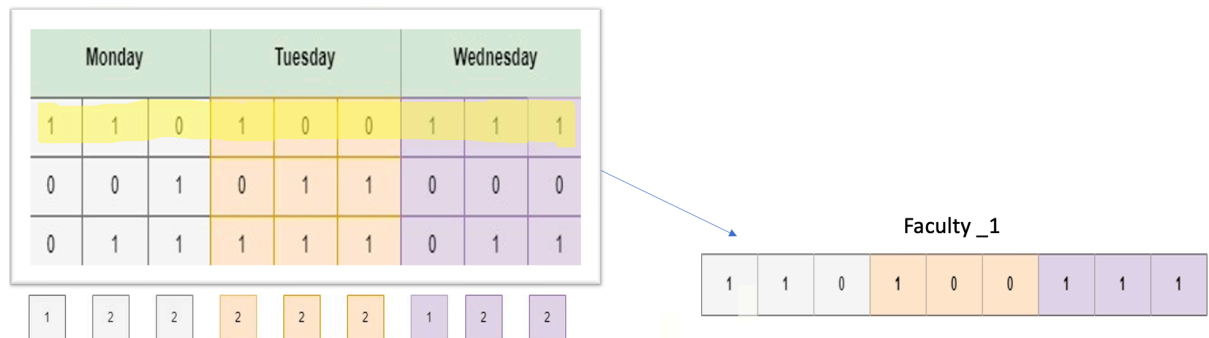 Monday Tuesday Wednesday
1 1 0 1 0 0 1 1 1
0 0 1 0 1 1 0 0 0
0 1 1 1 1 1 0 1 1
1 2 2 2 2 2 1 2 2
Faculty _1
1 1 0 1 0 0 1 1 1